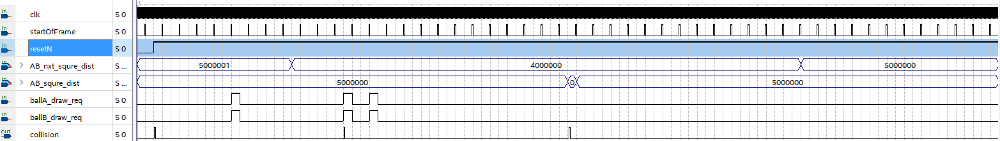 in clk S 0
in startOfFrame S 0
in resetN S 0
in > AB_nxt_squre_dist S ... 5000001 4000000 5000000
in > AB_squre_dist S ... 5000000 0 5000000
in ballA_draw_req S 0
in ballB_draw_req S 0
out collision S 0